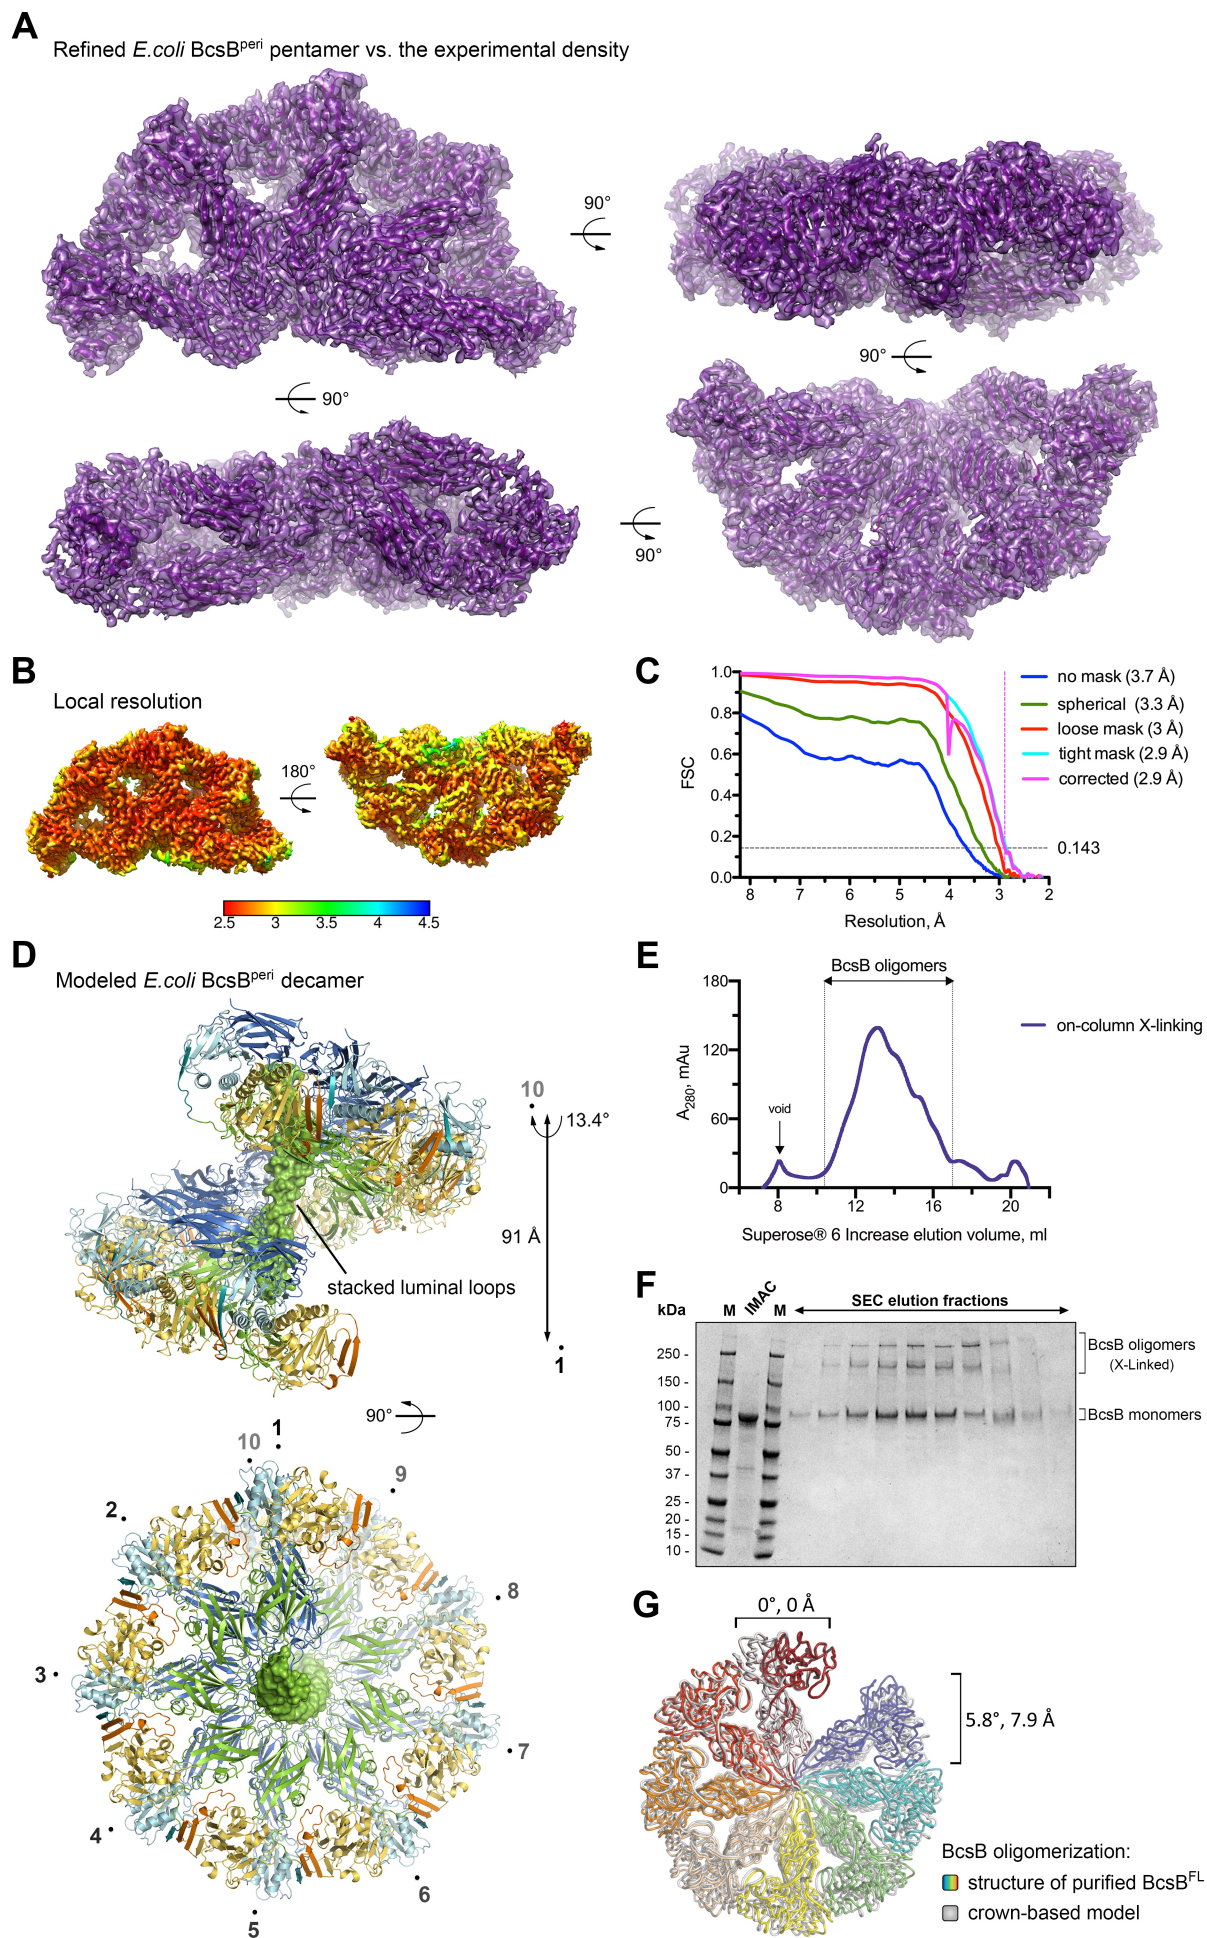 A
Refined E.coli BcsBperi pentamer vs. the experimental density
90°
90°
90°
90°
B
Local resolution
180°
2.5 3 3.5 4 4.5
C
1.0
0.8
0.6
0.4
0.2
0.0
FSC
8 7 6 5 4 3 2
Resolution, Å
no mask (3.7 Å)
spherical (3.3 Å)
loose mask (3 Å)
tight mask (2.9 Å)
corrected (2.9 Å)
0.143
D
Modeled E.coli BcsBperi decamer
10
13.4°
91 Å
stacked luminal loops
1
90°
1
10
9
2
8
3
7
4
6
5
E
BcsB oligomers
180
120
60
0
A280, mAu
void
on-column X-linking
8 12 16 20
Superose® 6 Increase elution volume, ml
F
kDa
M
IMAC
M
SEC elution fractions
250 -
150 -
100 -
75 -
50 -
37 -
25 -
20 -
15 -
10 -
BcsB oligomers
(X-Linked)
BcsB monomers
G
0°, 0 Å
5.8°, 7.9 Å
BcsB oligomerization:
structure of purified BcsBFL
crown-based model